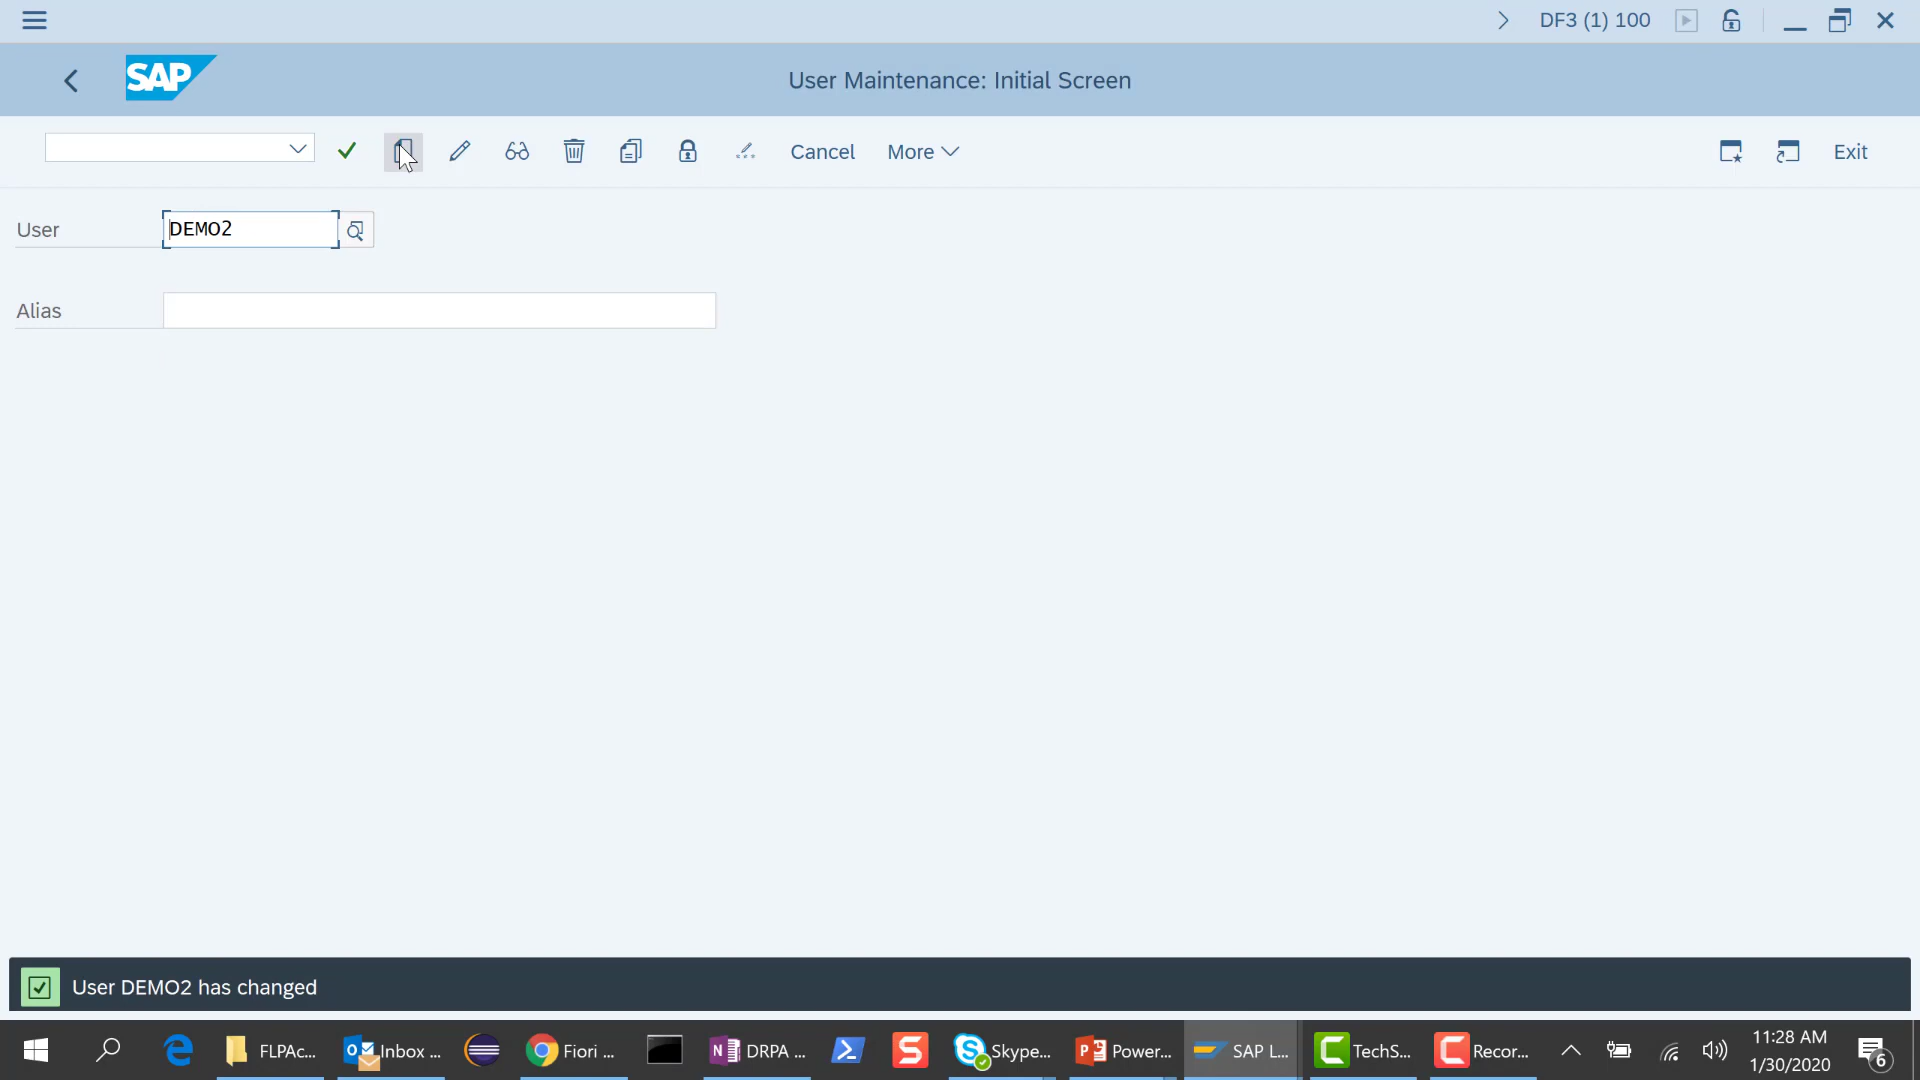 DF3 (1) 100
SAP
User Maintenance: Initial Screen
Cancel
More
Exit
User
DEMO2
Alias
User DEMO2 has changed
FLPAc...
Inbox ...
Fiori ...
DRPA ...
Skype...
Power...
SAP L...
TechS...
Recor...
11:28 AM
1/30/2020
6